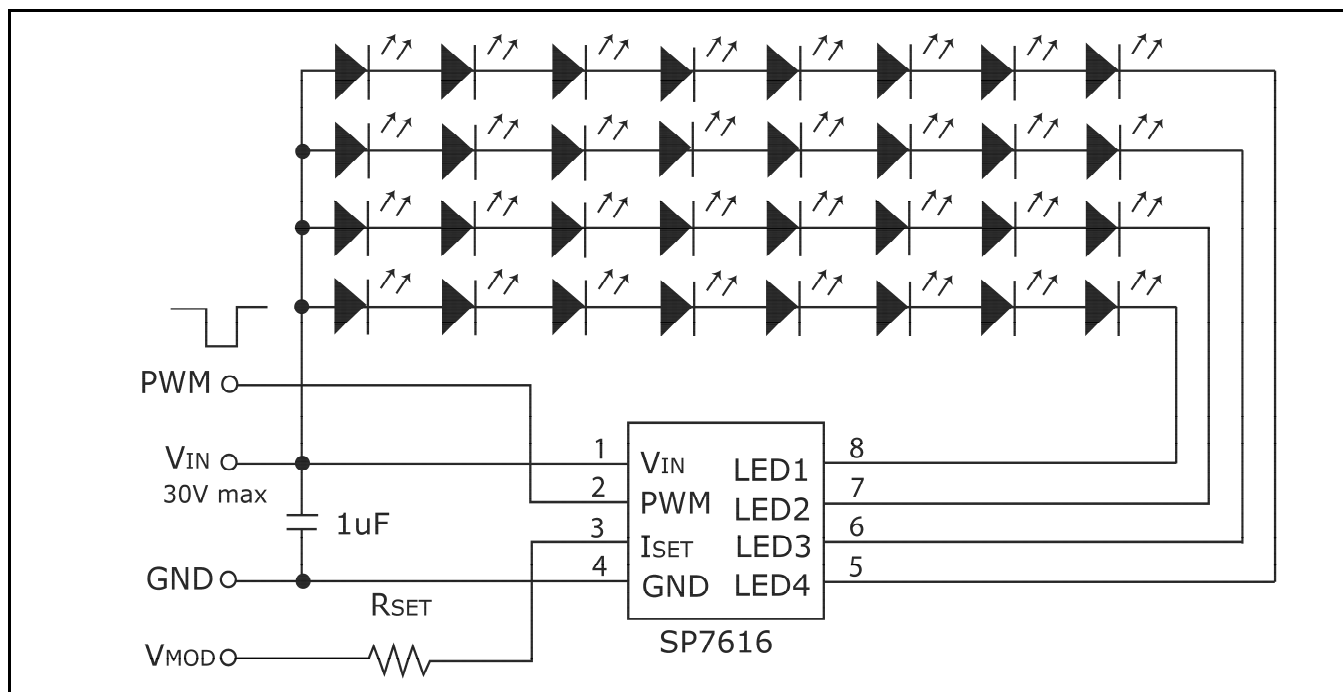 PWM
VIN
30V max
1uF
GND
RSET
VMOD
1
2
3
4
VIN
PWM
ISET
GND
LED1
LED2
LED3
LED4
8
7
6
5
SP7616